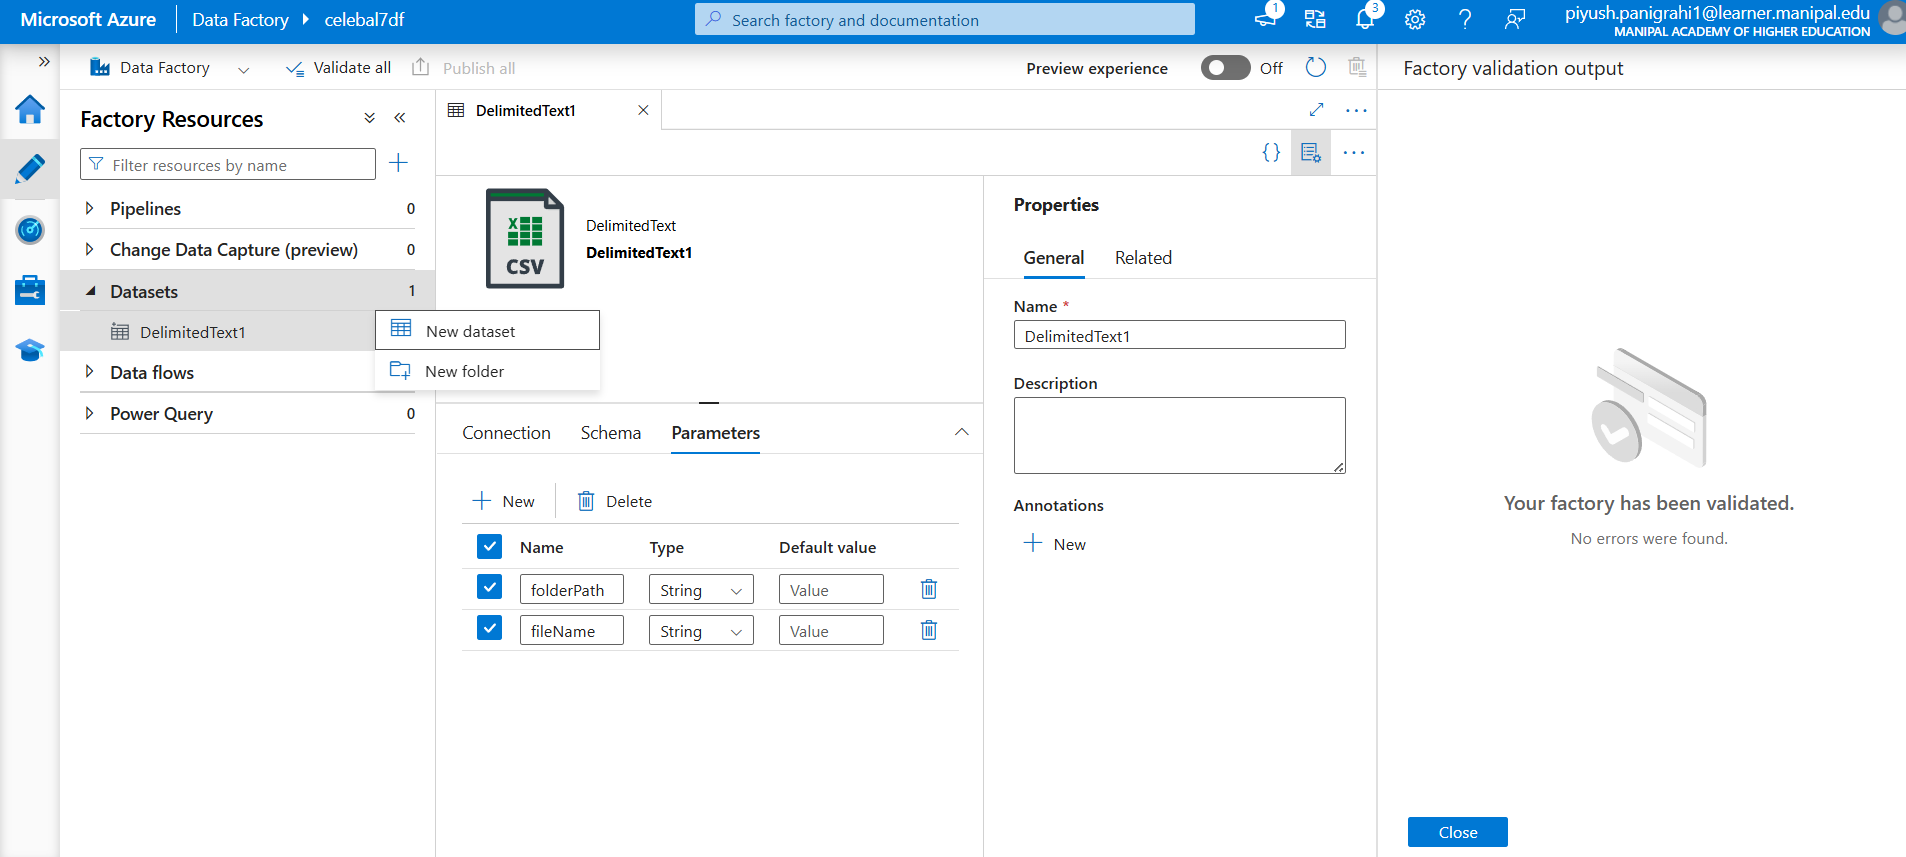 Microsoft Azure Data Factory celebal7df Search factory and documentation 1 3 piyush.panigrahi1@learner.manipal.edu
MANIPAL ACADEMY OF HIGHER EDUCATION
Data Factory Validate all Publish all Preview experience Off
Factory validation output
Factory Resources
Filter resources by name
Pipelines 0
Change Data Capture (preview) 0
Datasets 1
DelimitedText1
Data flows
Power Query 0
New dataset
New folder
DelimitedText1
{}
X
CSV
DelimitedText
DelimitedText1
Connection Schema Parameters
New Delete
Name Type Default value
folderPath String Value
fileName String Value
Properties
General Related
Name *
DelimitedText1
Description
Annotations
New
Your factory has been validated.
No errors were found.
Close